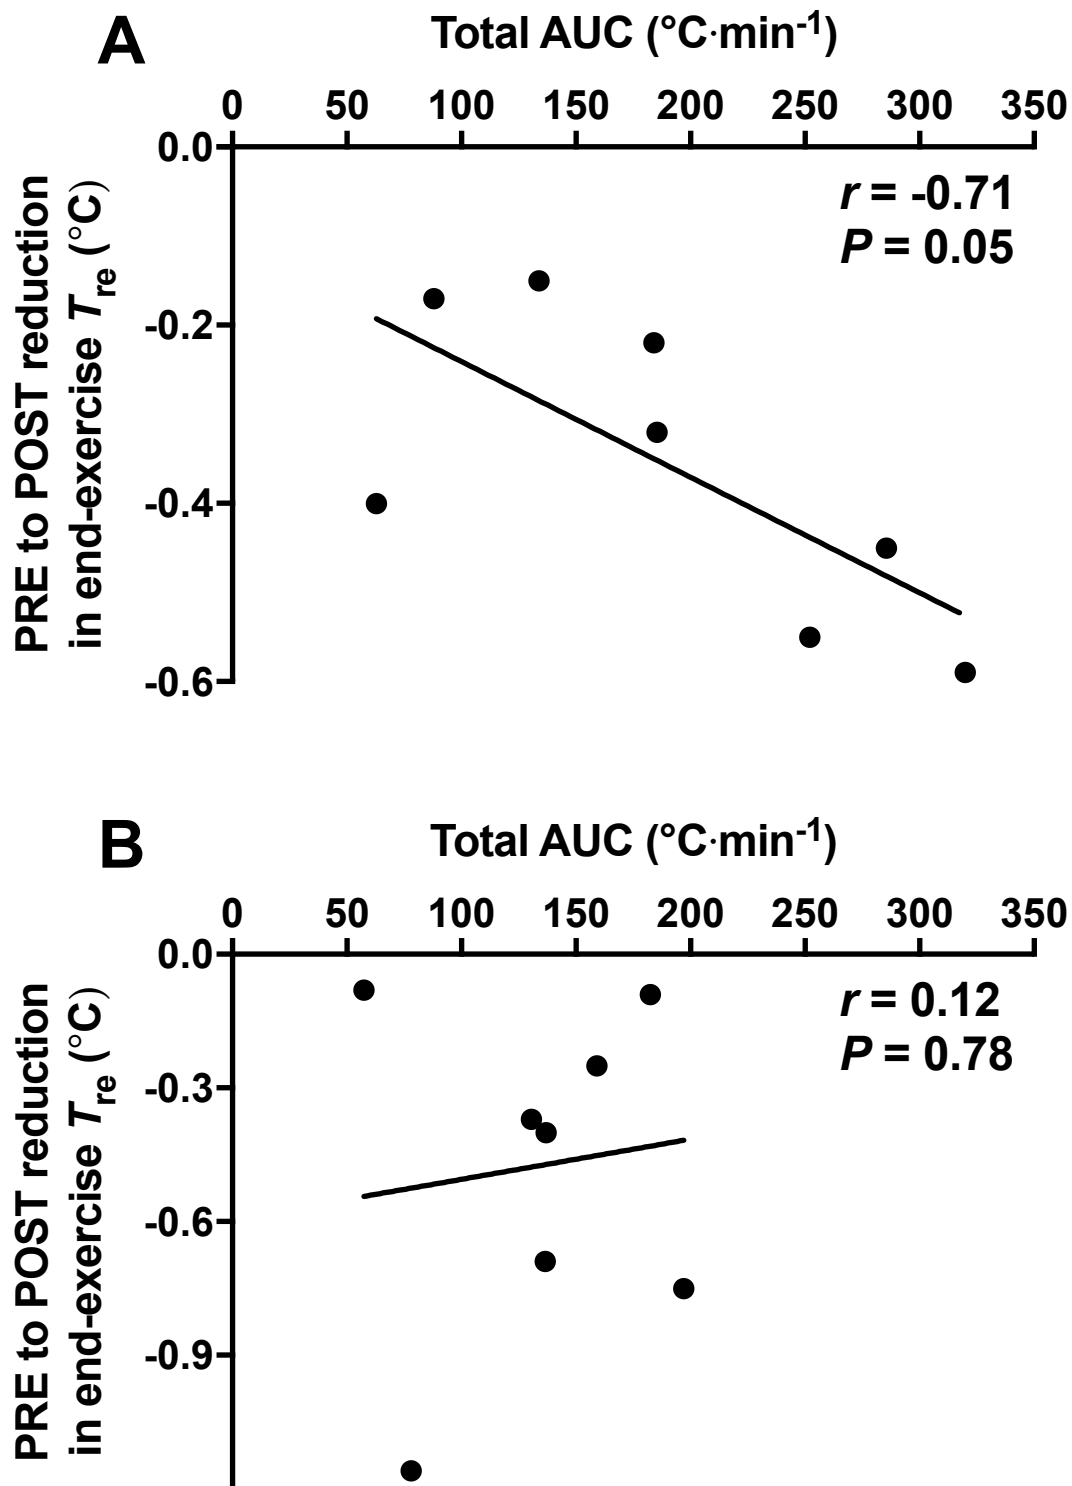 A
Total AUC (°C·min-1)
0 50 100 150 200 250 300 350
0.0
-0.2
-0.4
-0.6
PRE to POST reduction
in end-exercise Tre (°C)
r = -0.71
P = 0.05
B
Total AUC (°C·min-1)
0 50 100 150 200 250 300 350
0.0
-0.3
-0.6
-0.9
PRE to POST reduction
in end-exercise Tre (°C)
r = 0.12
P = 0.78